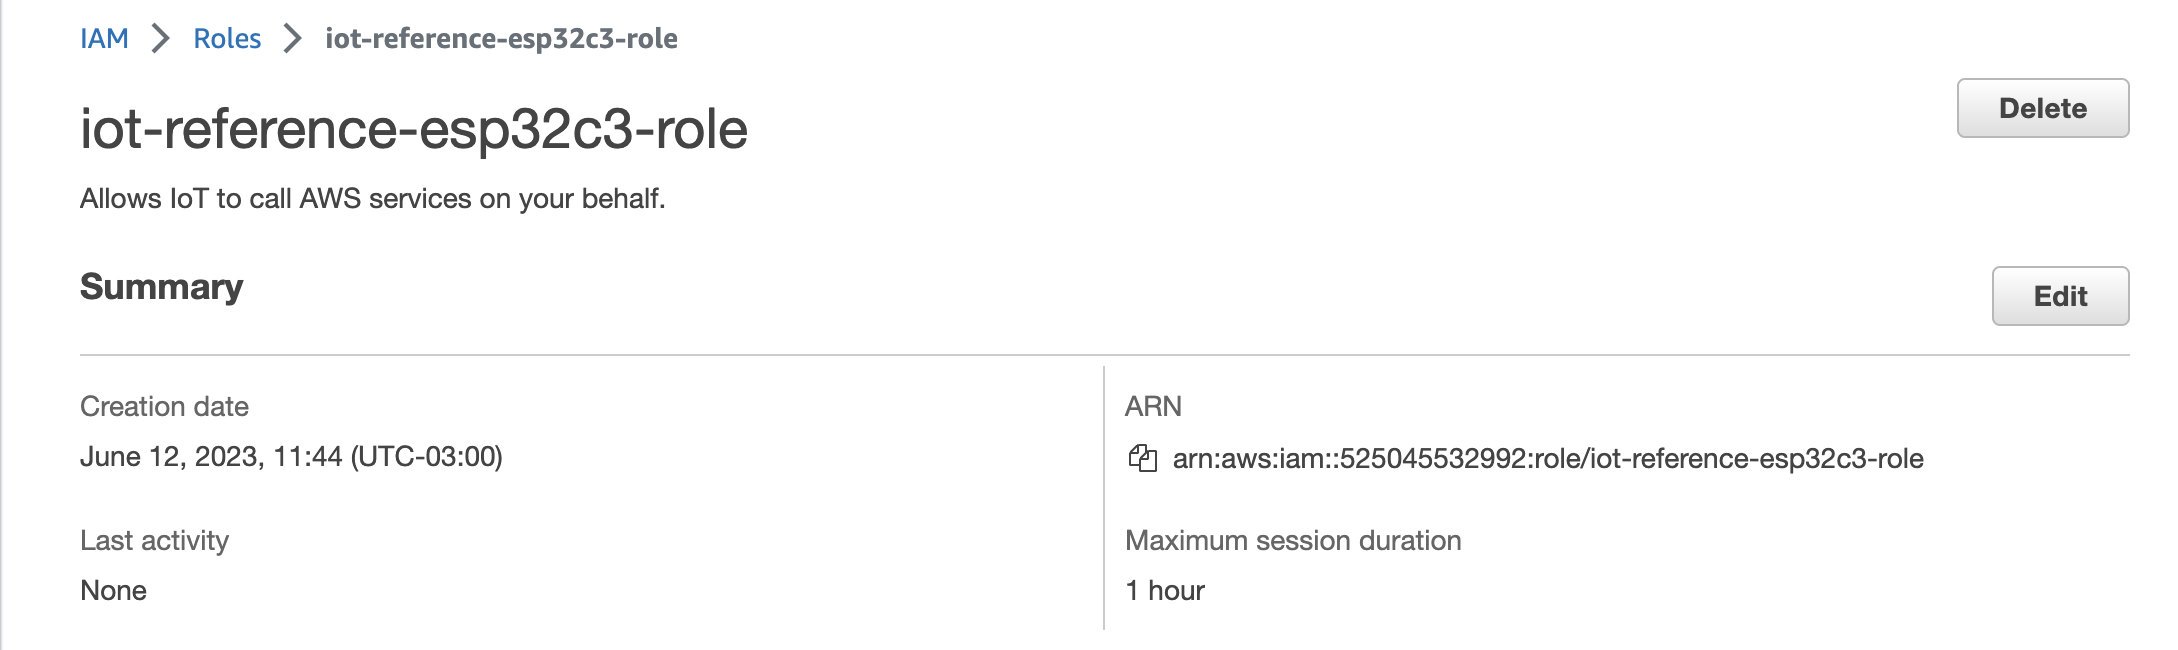 IAM > Roles > iot-reference-esp32c3-role
iot-reference-esp32c3-role
Delete
Allows IoT to call AWS services on your behalf.
Summary
Edit
Creation date
June 12, 2023, 11:44 (UTC-03:00)
ARN
arn:aws:iam::525045532992:role/iot-reference-esp32c3-role
Last activity
None
Maximum session duration
1 hour